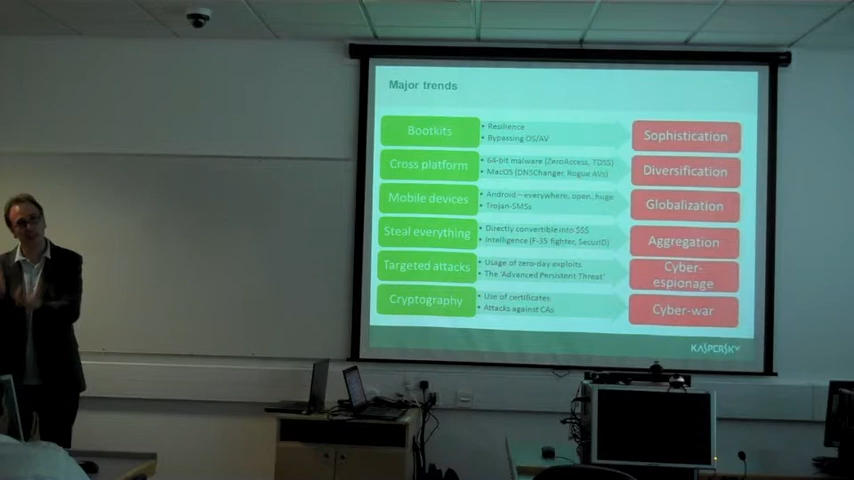 Major trends
Bootkits
• Resilience
• Bypassing OS/AV
Sophistication
Cross platform
• 64-bit malware (ZeroAccess, TDSS)
• MacOS (DNSChanger, Rogue AVs)
Diversification
Mobile devices
• Android – everywhere, open, huge
• Trojan-SMSs
Globalization
Steal everything
• Directly convertible into $$$
• Intelligence (F-35 fighter, SecurID)
Aggregation
Targeted attacks
• Usage of zero-day exploits
• The 'Advanced Persistent Threat'
Cyber-
espionage
Cryptography
• Use of certificates
• Attacks against CAs
Cyber-war
KASPERSKY